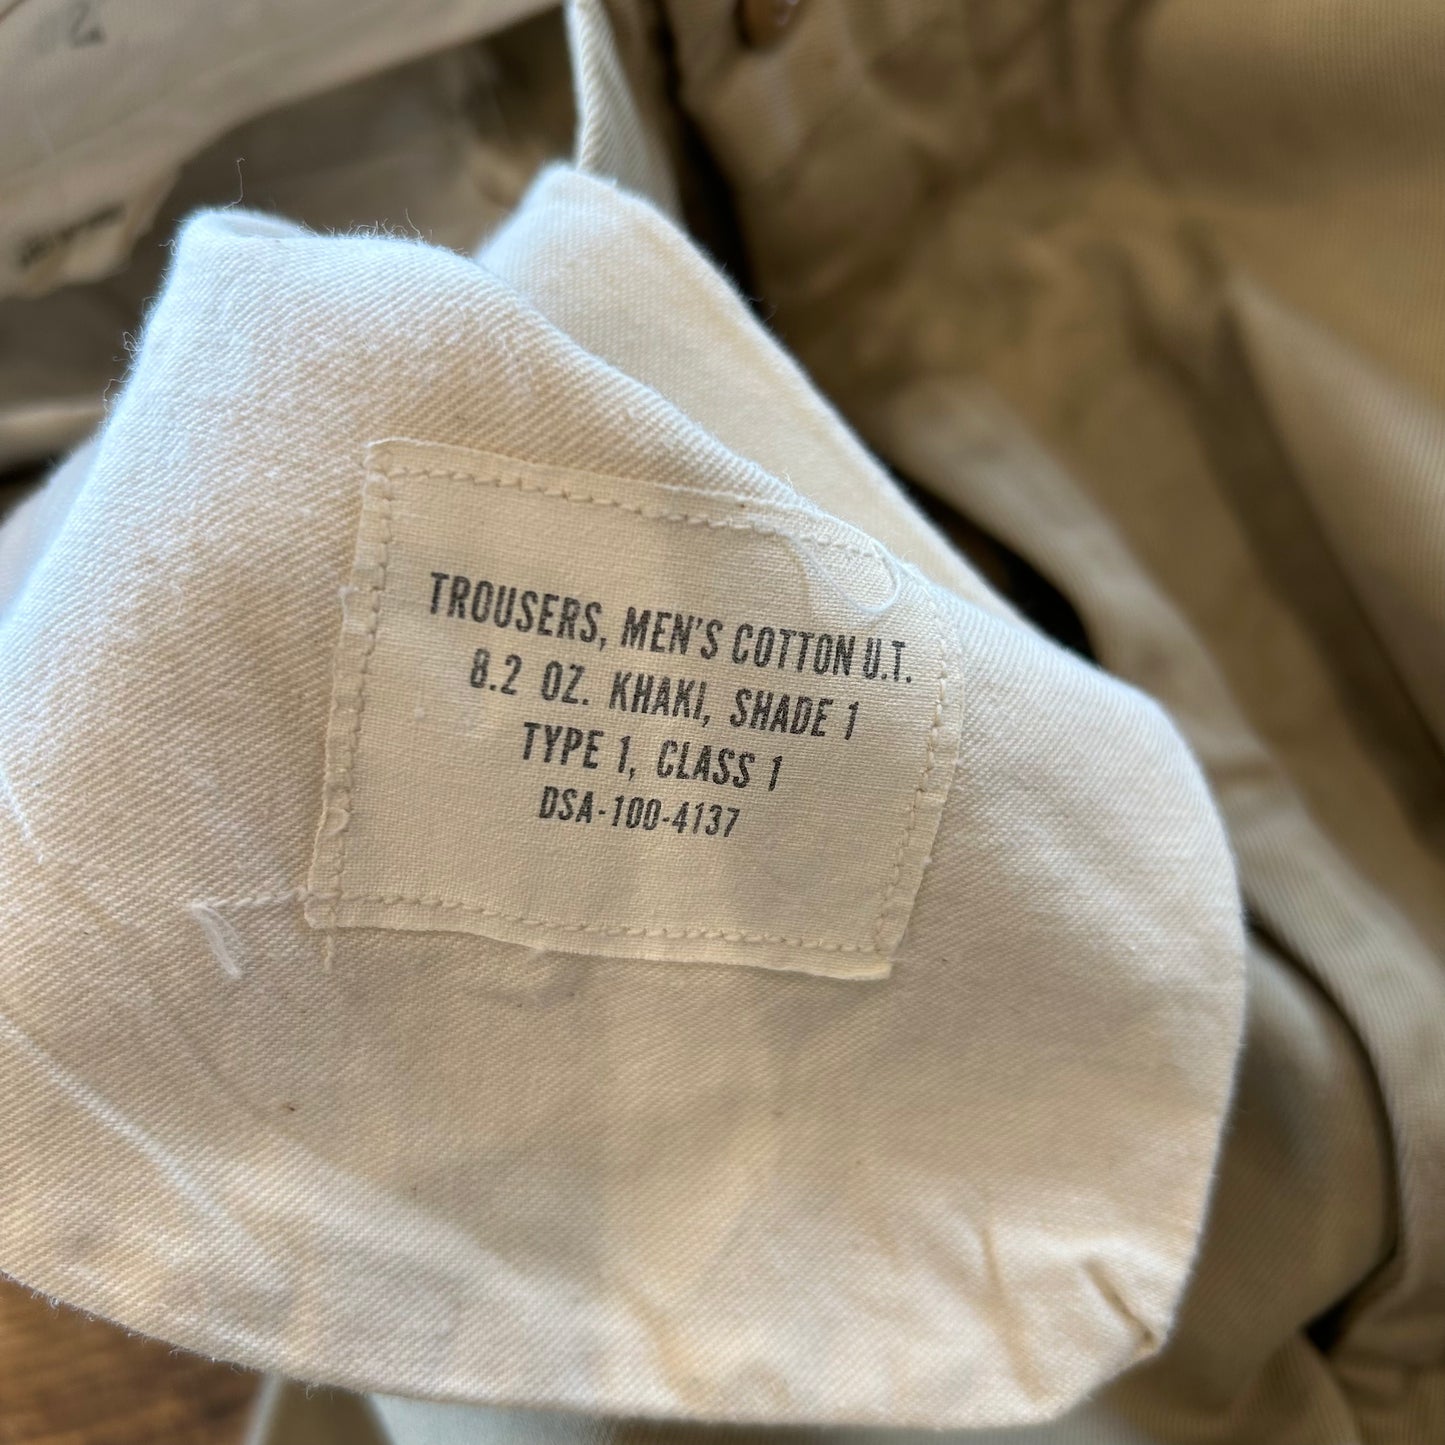 TROUSERS, MEN'S COTTON U.T.
8.2 OZ. KHAKI, SHADE 1
TYPE 1, CLASS 1
DSA-100-4137